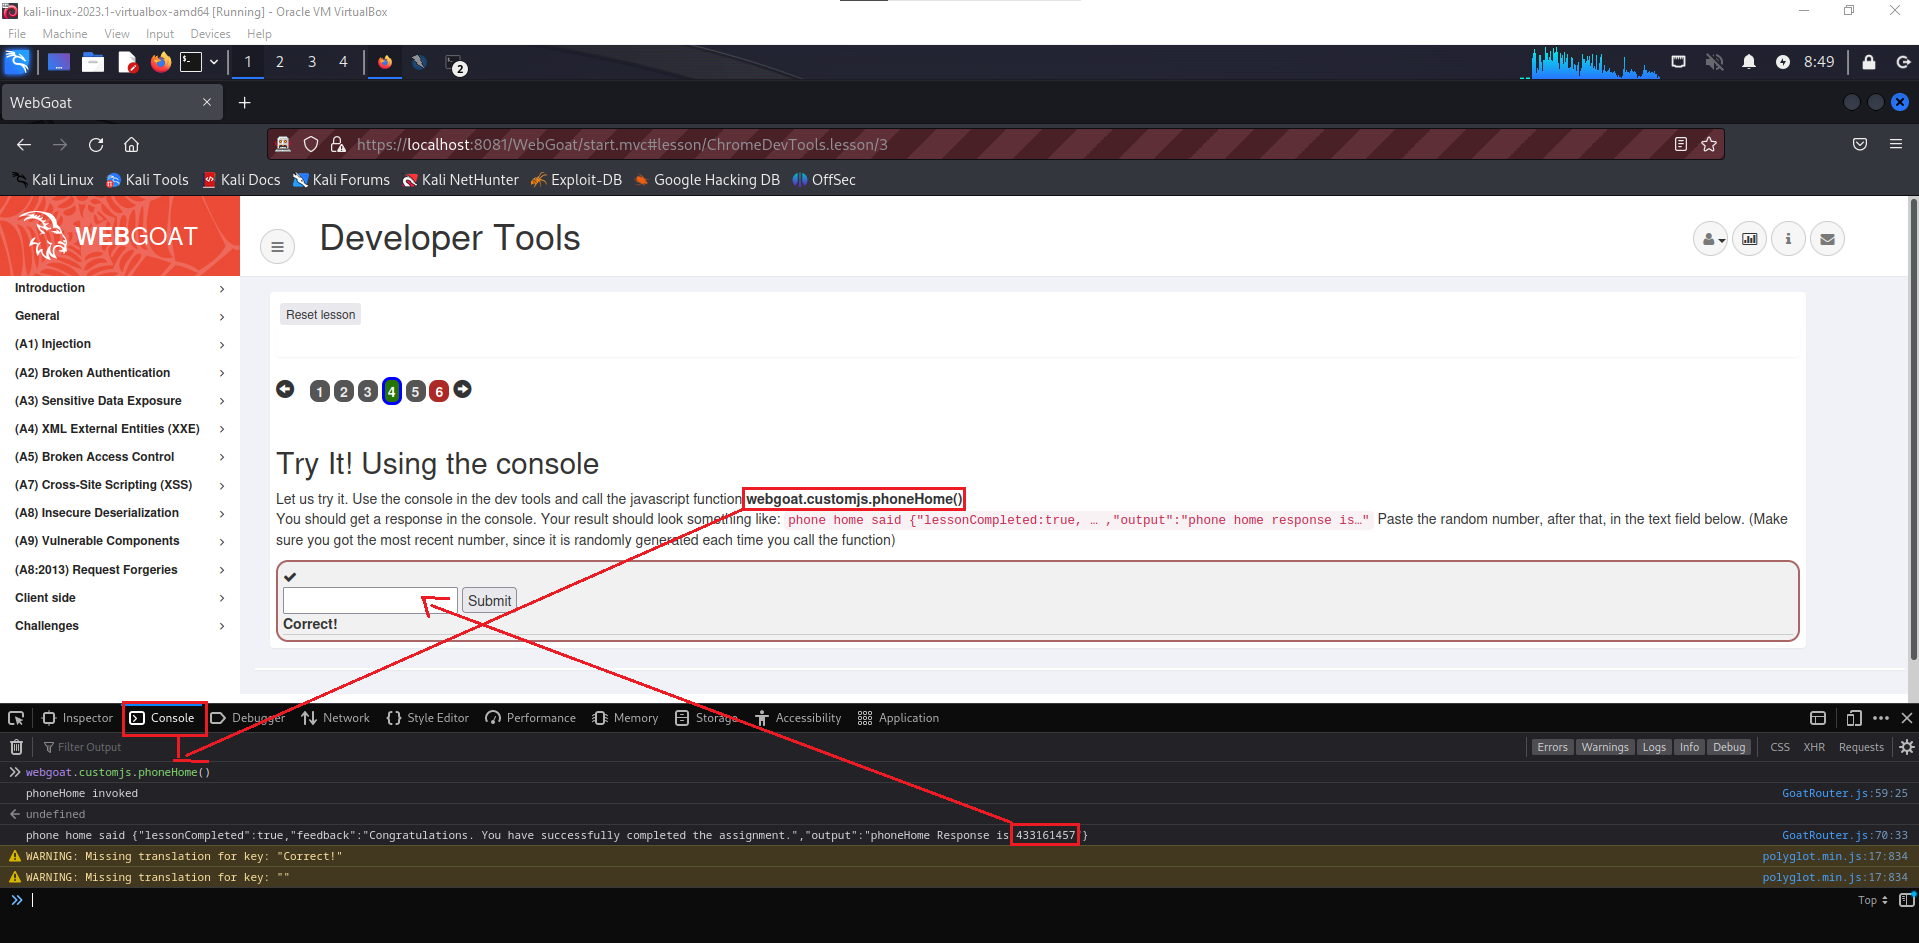 kali-linux-2023.1-virtualbox-amd64 [Running] - Oracle VM VirtualBox
File Machine View Input Devices Help
1 2 3 4 2 8:49
WebGoat
https://localhost:8081/WebGoat/start.mvc#lesson/ChromeDevTools.lesson/3
Kali Linux Kali Tools Kali Docs Kali Forums Kali NetHunter Exploit-DB Google Hacking DB OffSec
WEBGOAT
Developer Tools
Introduction
General
(A1) Injection
(A2) Broken Authentication
(A3) Sensitive Data Exposure
(A4) XML External Entities (XXE)
(A5) Broken Access Control
(A7) Cross-Site Scripting (XSS)
(A8) Insecure Deserialization
(A9) Vulnerable Components
(A8:2013) Request Forgeries
Client side
Challenges
Reset lesson
1 2 3 4 5 6
Try It! Using the console
Let us try it. Use the console in the dev tools and call the javascript function webgoat.customjs.phoneHome()
You should get a response in the console. Your result should look something like: phone home said {"lessonCompleted:true, … ,"output":"phone home response is…" Paste the random number, after that, in the text field below. (Make
sure you got the most recent number, since it is randomly generated each time you call the function)
Submit
Correct!
Inspector Console Debugger Network Style Editor Performance Memory Storage Accessibility Application
Filter Output
Errors Warnings Logs Info Debug CSS XHR Requests
webgoat.customjs.phoneHome()
phoneHome invoked GoatRouter.js:59:25
undefined
phone home said {"lessonCompleted":true,"feedback":"Congratulations. You have successfully completed the assignment.","output":"phoneHome Response is 433161457"} GoatRouter.js:70:33
WARNING: Missing translation for key: "Correct!" polyglot.min.js:17:834
WARNING: Missing translation for key: "" polyglot.min.js:17:834
Top